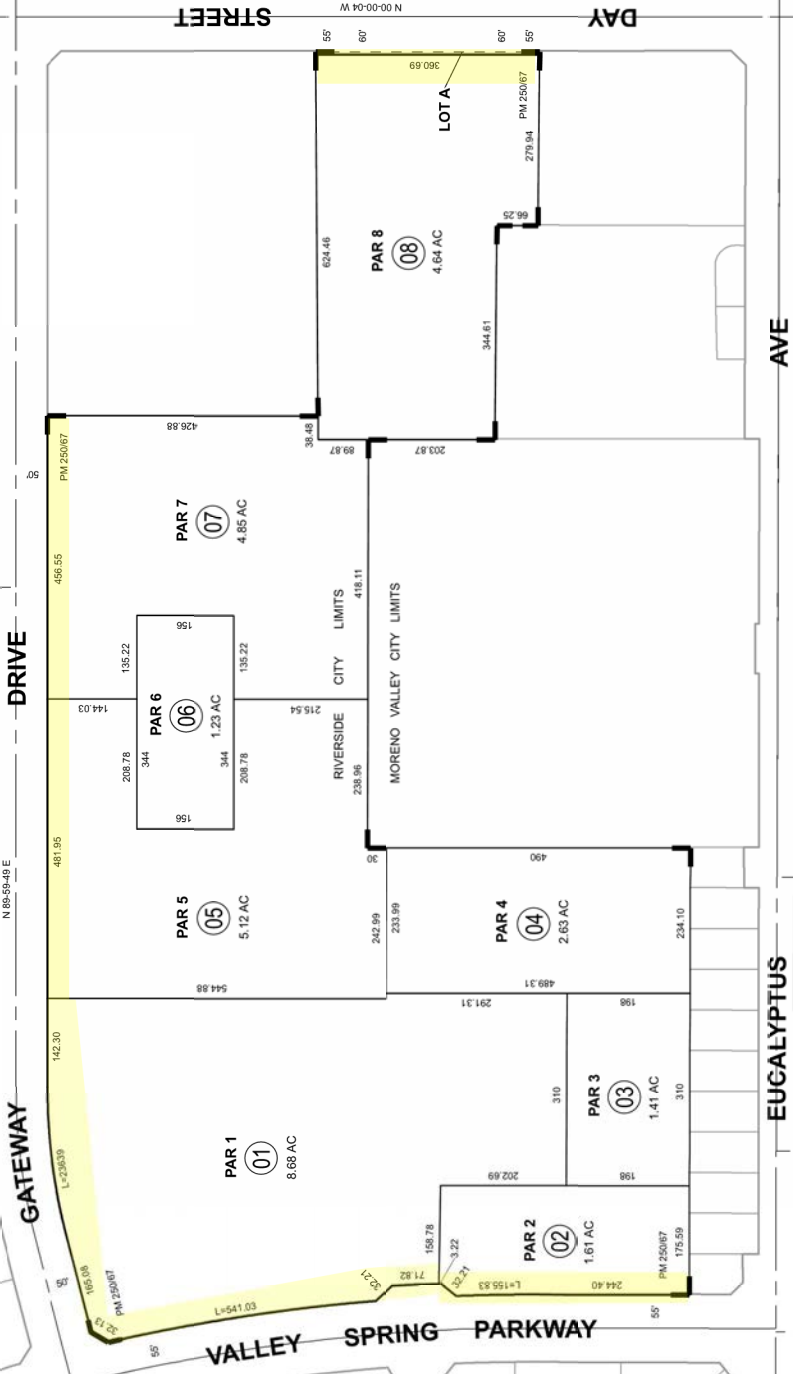 STREET
N 00-00-04 W
DAY
55'
60'
60'
55'
360.69
LOT A
PM 250/67
279.94
66.25
PAR 8
08
4.64 AC
624.46
344.61
AVE
426.88
38.48
89.87
203.87
PM 250/67
50'
PAR 7
07
4.85 AC
456.55
418.11
RIVERSIDE CITY LIMITS
MORENO VALLEY CITY LIMITS
DRIVE
156
135.22
135.22
144.03
215.54
PAR 6
06
1.23 AC
208.78
344
344
208.78
238.96
156
481.95
N 89-59-49 E
30
490
PAR 5
05
5.12 AC
242.99
233.99
PAR 4
04
2.63 AC
234.10
544.88
489.31
291.31
198
EUCALYPTUS
142.30
GATEWAY
L=23639
PAR 1
01
8.68 AC
310
PAR 3
03
1.41 AC
310
202.69
198
158.78
3.22
PAR 2
02
1.61 AC
PM 250/67
175.59
50'
165.08
PM 250/67
32.13
L=541.03
32.21
71.82
32.21
L=155.83
244.40
55'
55'
VALLEY SPRING PARKWAY